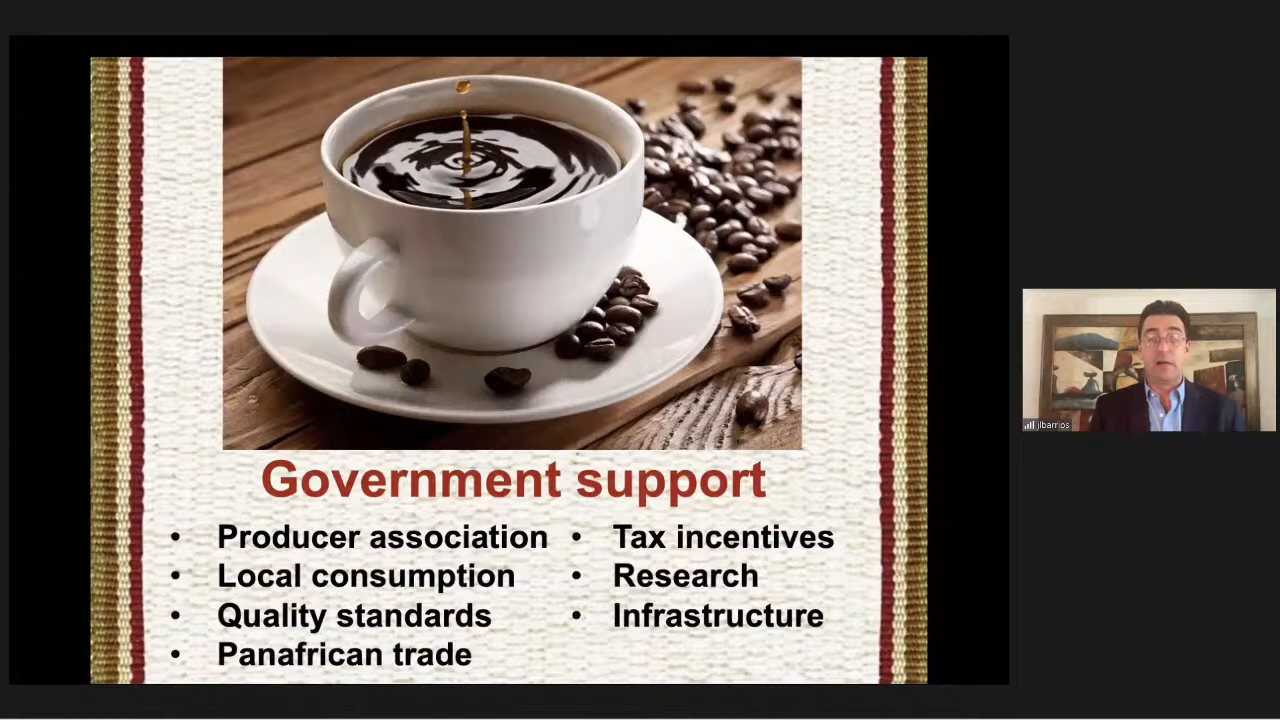 Government support
• Producer association
• Local consumption
• Quality standards
• Panafrican trade
• Tax incentives
• Research
• Infrastructure
jlbarrios